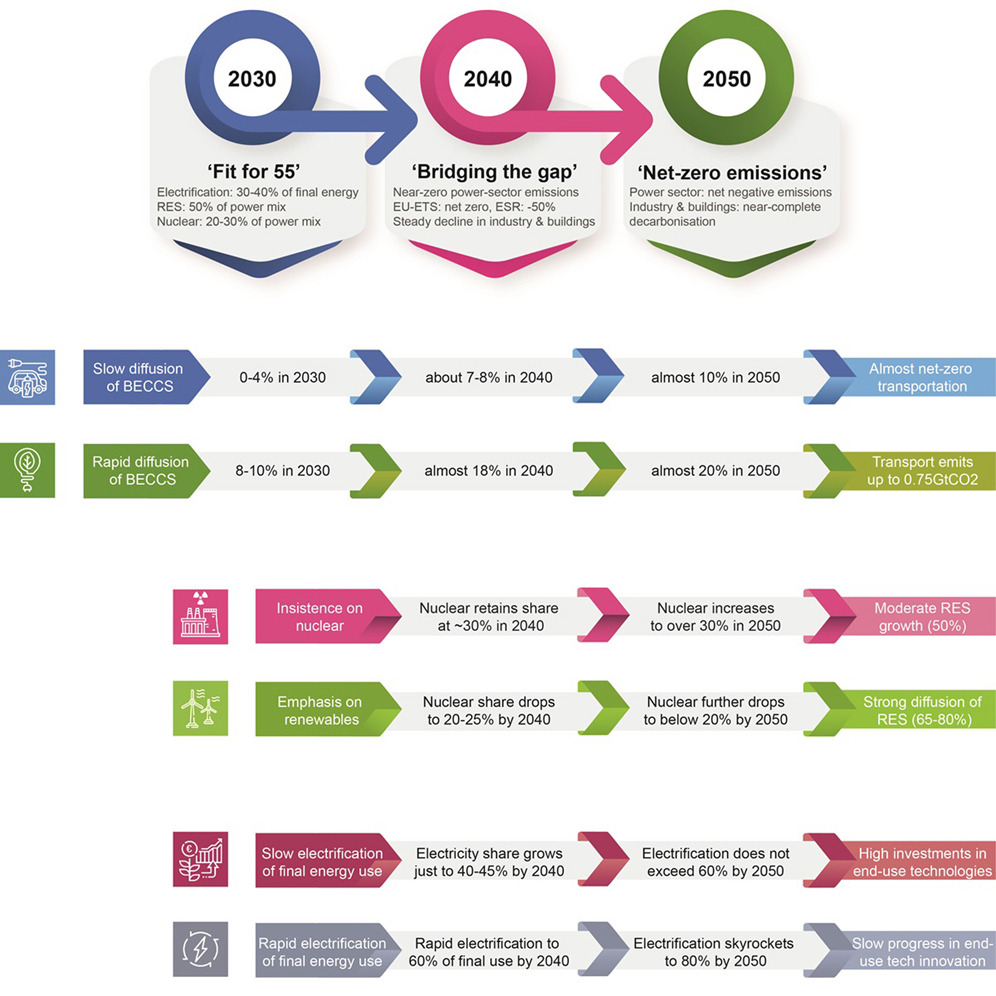 2030
2040
2050
'Fit for 55'
Electrification: 30-40% of final energy
RES: 50% of power mix
Nuclear: 20-30% of power mix
'Bridging the gap'
Near-zero power-sector emissions
EU-ETS: net zero, ESR: -50%
Steady decline in industry & buildings
'Net-zero emissions'
Power sector: net negative emissions
Industry & buildings: near-complete
decarbonisation
Slow diffusion
of BECCS
0-4% in 2030
about 7-8% in 2040
almost 10% in 2050
Almost net-zero
transportation
Rapid diffusion
of BECCS
8-10% in 2030
almost 18% in 2040
almost 20% in 2050
Transport emits
up to 0.75GtCO2
Insistence on
nuclear
Nuclear retains share
at ~30% in 2040
Nuclear increases
to over 30% in 2050
Moderate RES
growth (50%)
Emphasis on
renewables
Nuclear share drops
to 20-25% by 2040
Nuclear further drops
to below 20% by 2050
Strong diffusion of
RES (65-80%)
€
Slow electrification
of final energy use
Electricity share grows
just to 40-45% by 2040
Electrification does not
exceed 60% by 2050
High investments in
end-use technologies
Rapid electrification
of final energy use
Rapid electrification to
60% of final use by 2040
Electrification skyrockets
to 80% by 2050
Slow progress in end-
use tech innovation